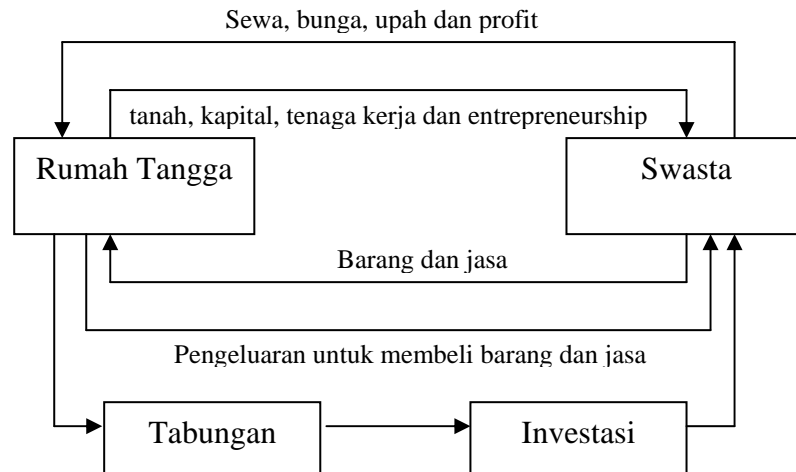 Sewa, bunga, upah dan profit
tanah, kapital, tenaga kerja dan entrepreneurship
Rumah Tangga
Swasta
Barang dan jasa
Pengeluaran untuk membeli barang dan jasa
Tabungan
Investasi